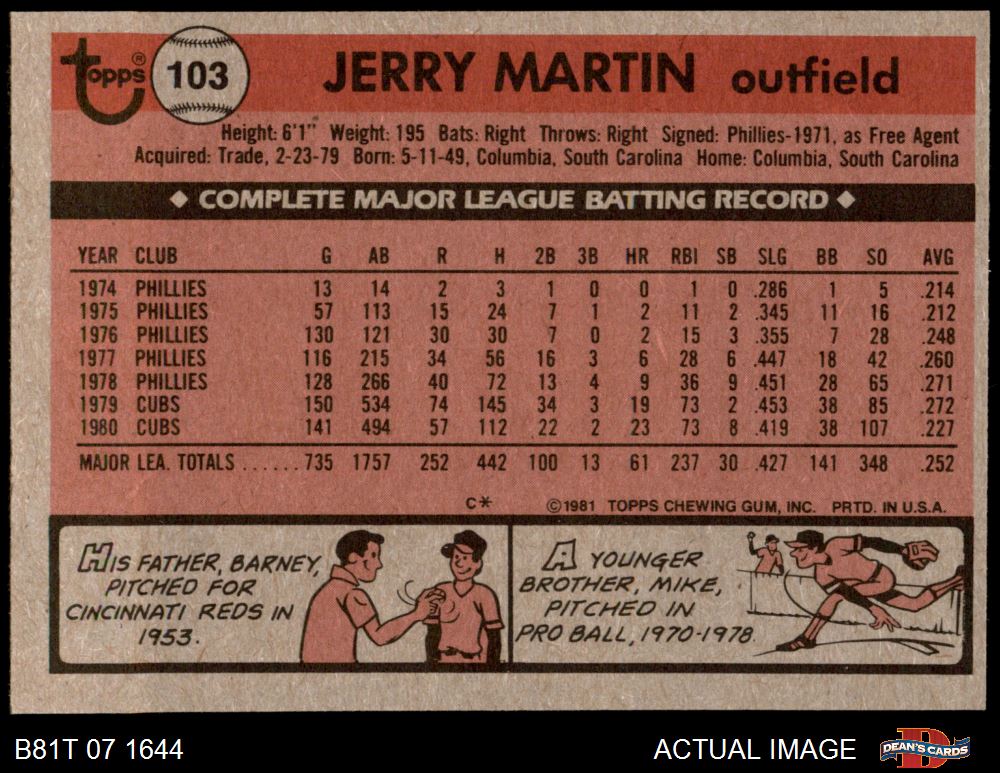 Topps® 103 JERRY MARTIN outfield
Height: 6'1" Weight: 195 Bats: Right Throws: Right Signed: Phillies-1971, as Free Agent
Acquired: Trade, 2-23-79 Born: 5-11-49, Columbia, South Carolina Home: Columbia, South Carolina
◆ COMPLETE MAJOR LEAGUE BATTING RECORD ◆
YEAR CLUB G AB R H 2B 3B HR RBI SB SLG BB SO AVG
1974 PHILLIES 13 14 2 3 1 0 0 1 0 .286 1 5 .214
1975 PHILLIES 57 113 15 24 7 1 2 11 2 .345 11 16 .212
1976 PHILLIES 130 121 30 30 7 0 2 15 3 .355 7 28 .248
1977 PHILLIES 116 215 34 56 16 3 6 28 6 .447 18 42 .260
1978 PHILLIES 128 266 40 72 13 4 9 36 9 .451 28 65 .271
1979 CUBS 150 534 74 145 34 3 19 73 2 .453 38 85 .272
1980 CUBS 141 494 57 112 22 2 23 73 8 .419 38 107 .227
MAJOR LEA. TOTALS ...... 735 1757 252 442 100 13 61 237 30 .427 141 348 .252
C* ©1981 TOPPS CHEWING GUM, INC. PRTD. IN U.S.A.
HIS FATHER, BARNEY,
PITCHED FOR
CINCINNATI REDS IN
1953.
A YOUNGER
BROTHER, MIKE,
PITCHED IN
PRO BALL, 1970-1978.
B81T 07 1644 ACTUAL IMAGE DEAN'S CARDS